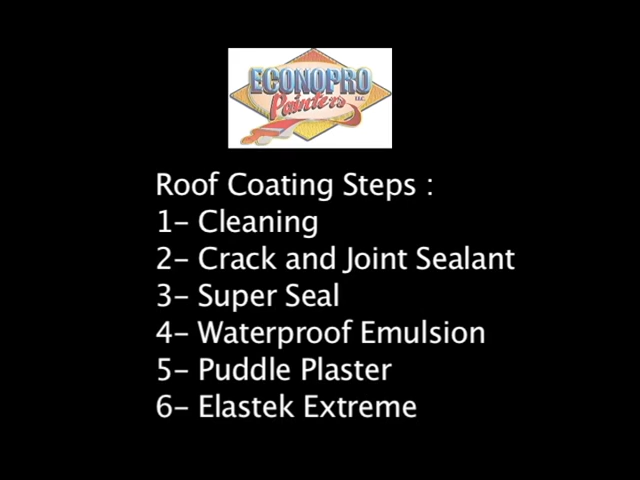 ECONOPRO
Painters LLC.
Roof Coating Steps :
1- Cleaning
2- Crack and Joint Sealant
3- Super Seal
4- Waterproof Emulsion
5- Puddle Plaster
6- Elastek Extreme